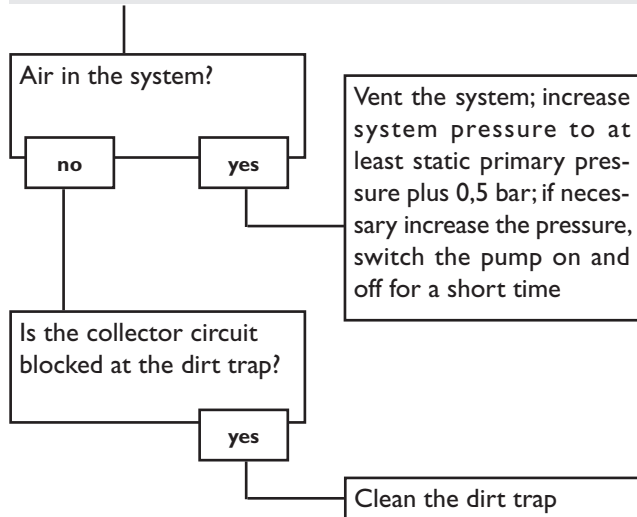 Air in the system?
no
yes
Vent the system; increase
system pressure to at
least static primary pres-
sure plus 0,5 bar; if neces-
sary increase the pressure,
switch the pump on and
off for a short time
Is the collector circuit
blocked at the dirt trap?
yes
Clean the dirt trap